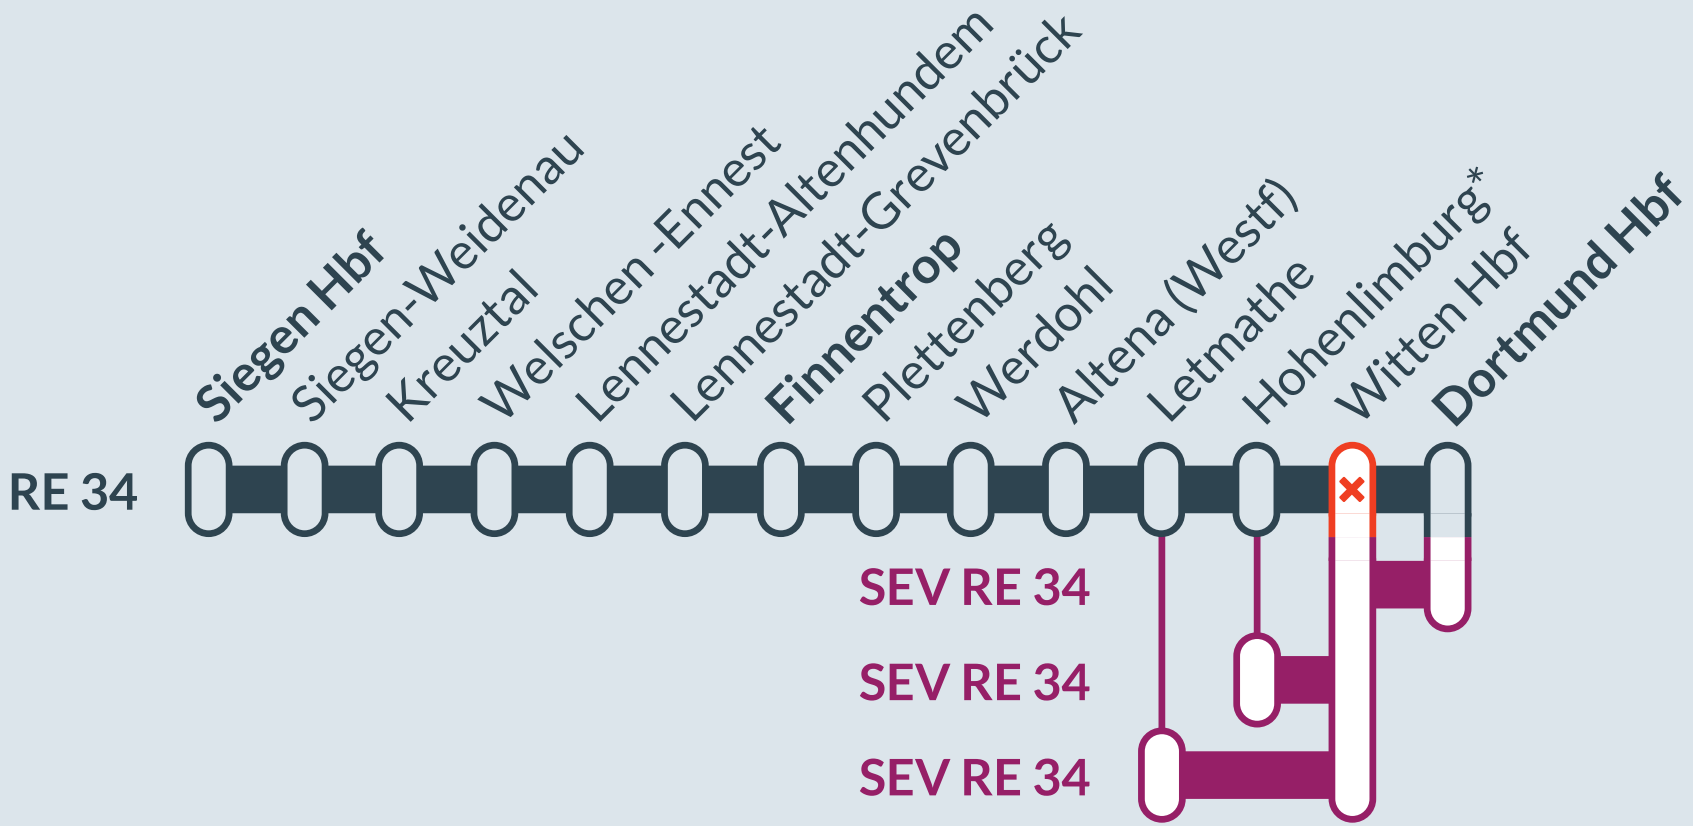 Siegen Hbf
Siegen-Weidenau
Kreuztal
Welschen -Ennest
Lennestadt-Altenhundem
Lennestadt-Grevenbrück
Finnentrop
Plettenberg
Werdohl
Altena (Westf)
Letmathe
Hohenlimburg*
Witten Hbf
Dortmund Hbf
RE 34
SEV RE 34
SEV RE 34
SEV RE 34